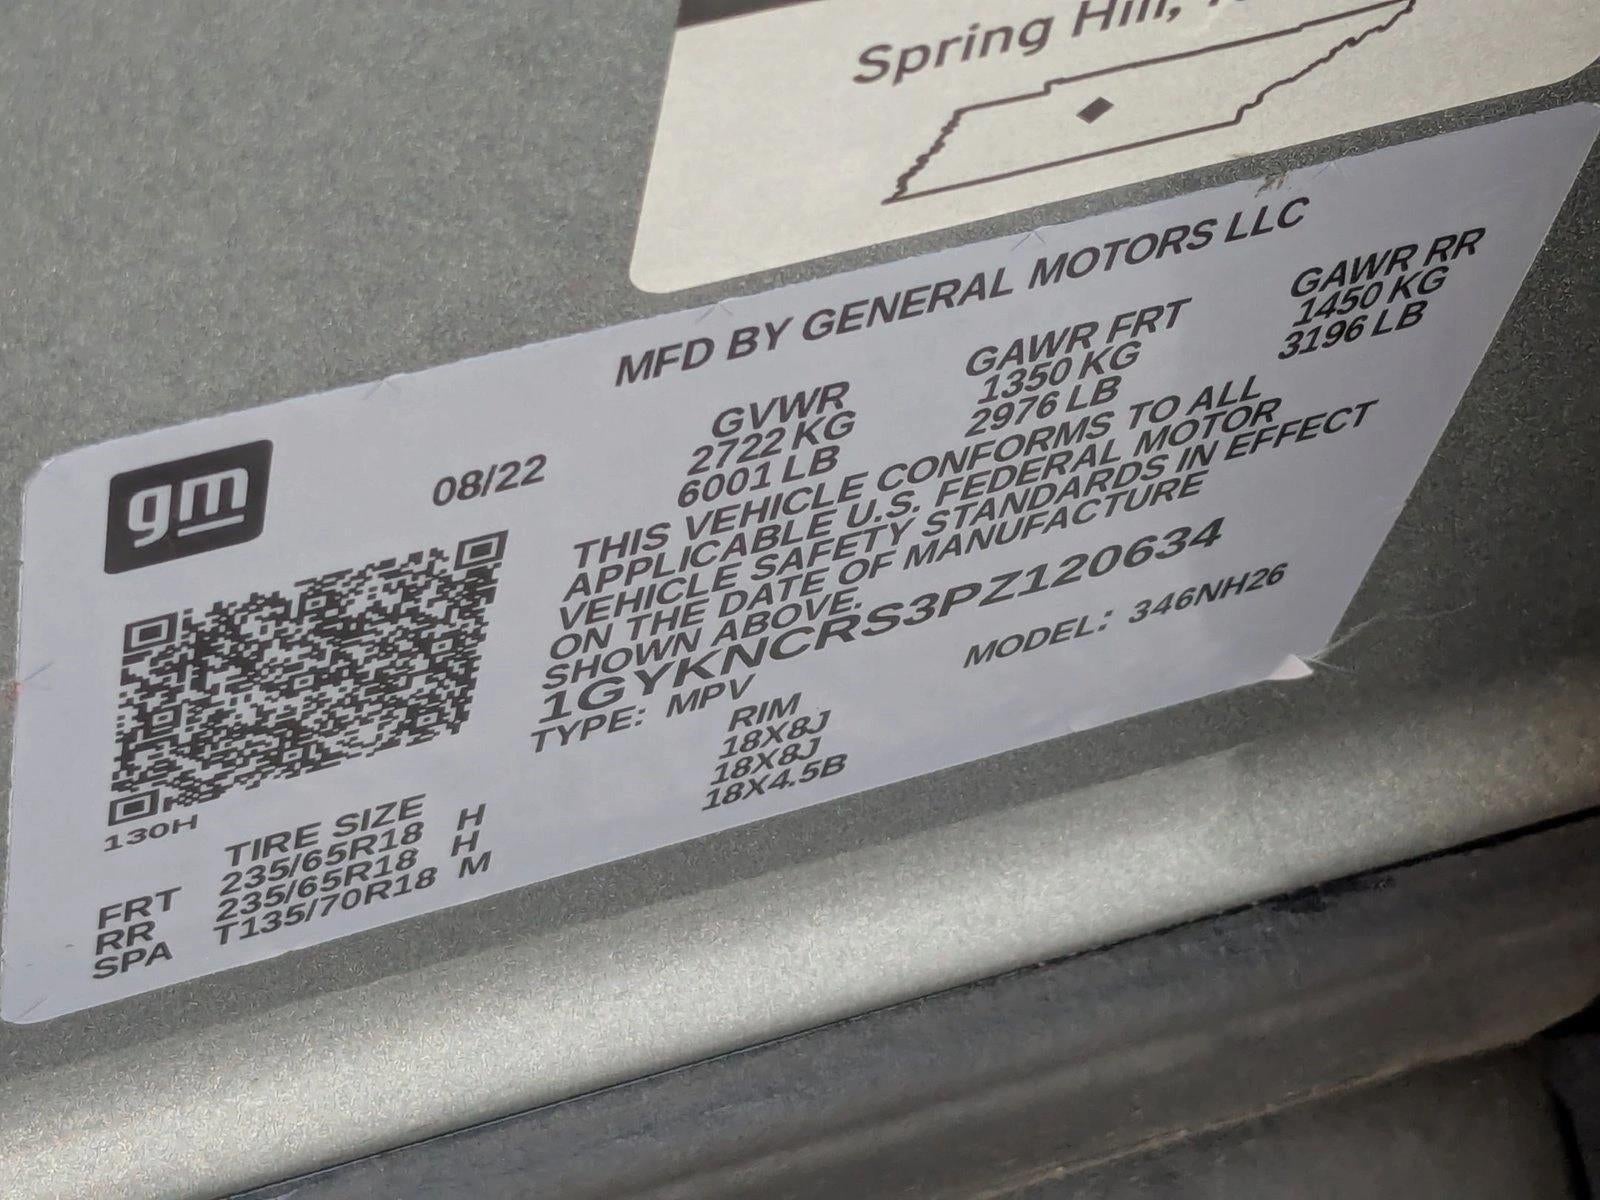 Spring Hill,
MFD BY GENERAL MOTORS LLC
gm
08/22
GVWR
2722 KG
6001 LB
GAWR FRT
1350 KG
2976 LB
GAWR RR
1450 KG
3196 LB
THIS VEHICLE CONFORMS TO ALL
APPLICABLE U.S. FEDERAL MOTOR
VEHICLE SAFETY STANDARDS IN EFFECT
ON THE DATE OF MANUFACTURE
SHOWN ABOVE.
1GYKNCRS3PZ120634
TYPE: MPV
MODEL: 346NH26
130H
TIRE SIZE RIM
FRT 235/65R18 H 18X8J
RR 235/65R18 H 18X8J
SPA T135/70R18 M 18X4.5B